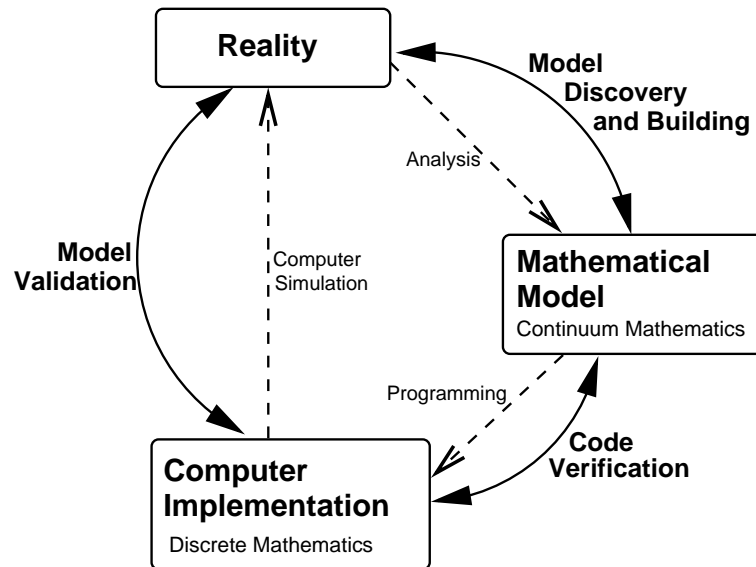 Reality
Model
Discovery
and Building
Analysis
Model
Validation
Computer
Simulation
Mathematical
Model
Continuum Mathematics
Programming
Code
Verification
Computer
Implementation
Discrete Mathematics